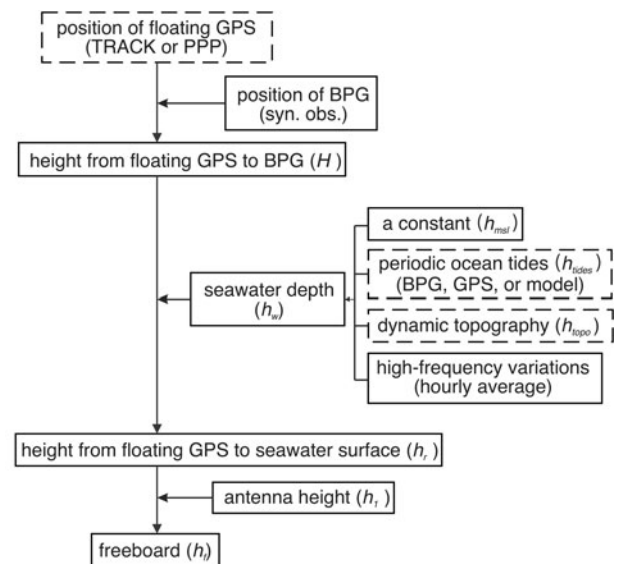 position of floating GPS
(TRACK or PPP)
position of BPG
(syn. obs.)
height from floating GPS to BPG (H)
a constant (hmsl)
periodic ocean tides (htides)
(BPG, GPS, or model)
seawater depth
(hw)
dynamic topography (htopo)
high-frequency variations
(hourly average)
height from floating GPS to seawater surface (hr)
antenna height (h1)
freeboard (hf)